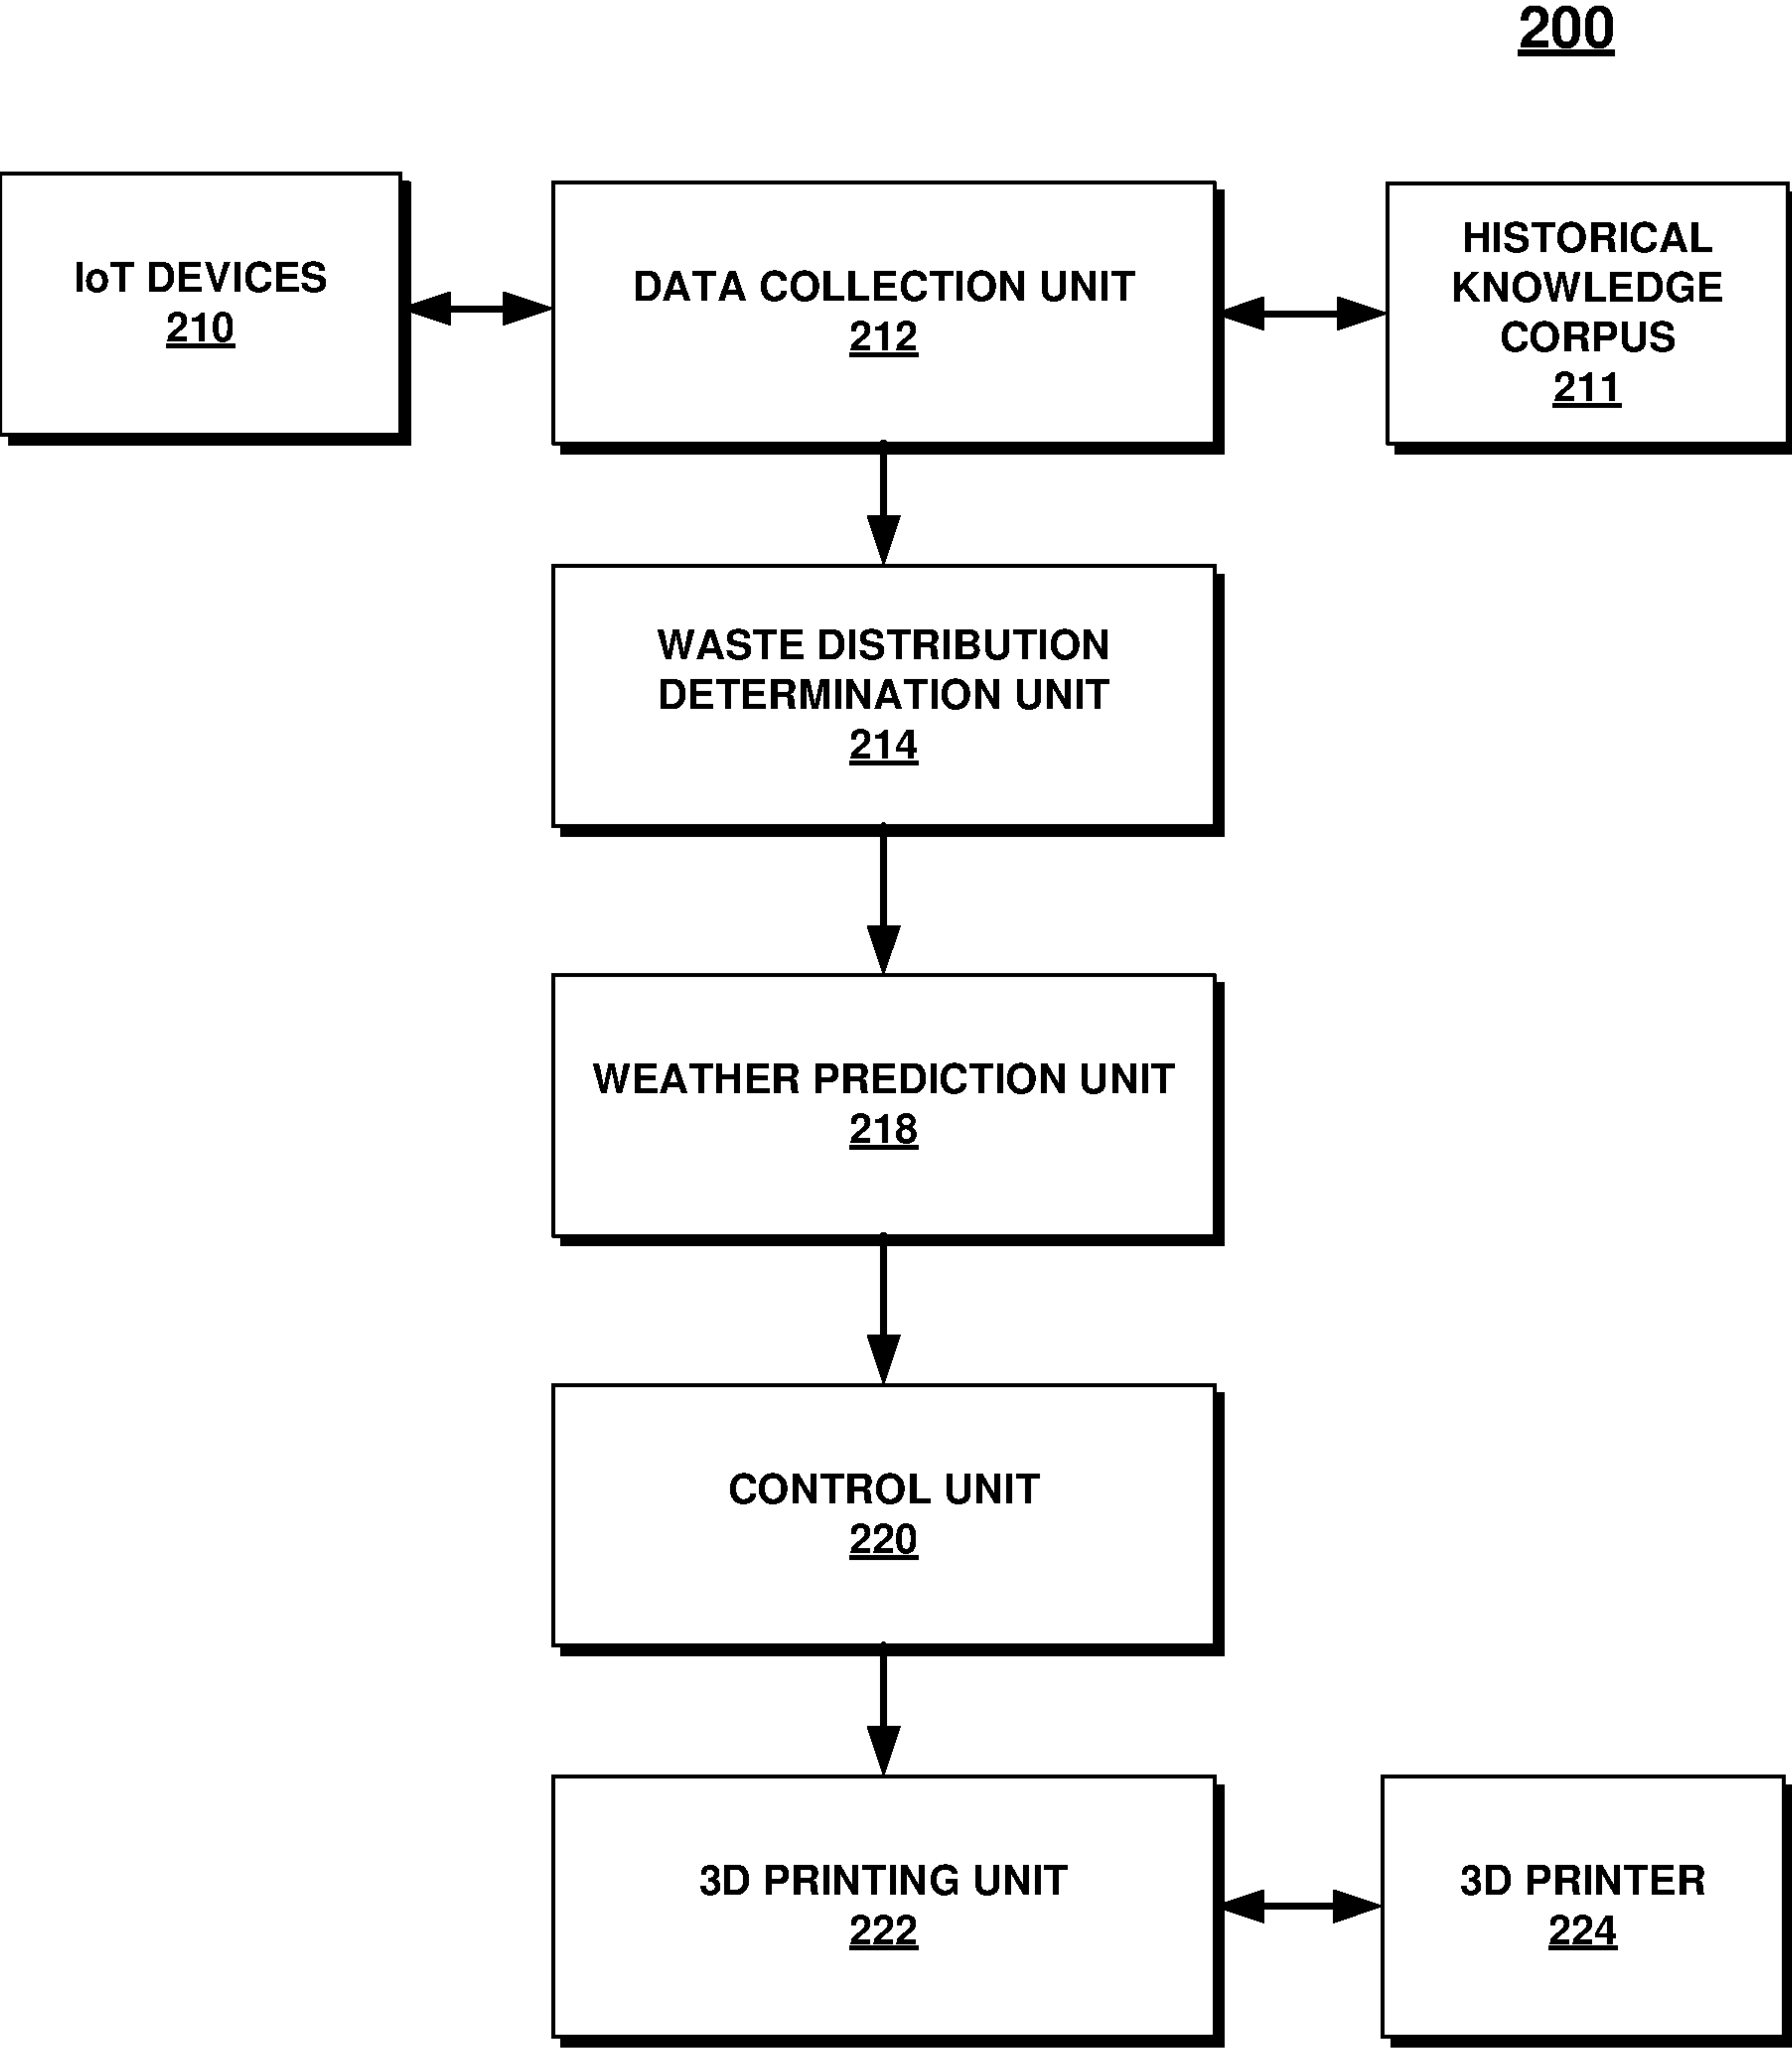 200
IoT DEVICES
210
DATA COLLECTION UNIT
212
HISTORICAL
KNOWLEDGE
CORPUS
211
WASTE DISTRIBUTION
DETERMINATION UNIT
214
WEATHER PREDICTION UNIT
218
CONTROL UNIT
220
3D PRINTING UNIT
222
3D PRINTER
224